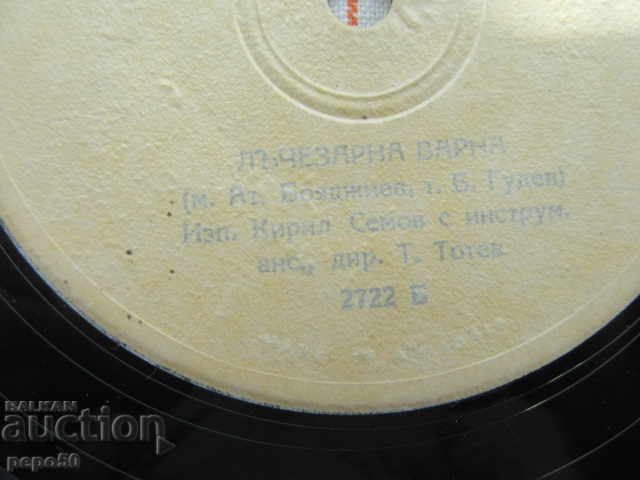 ЛЪЧЕЗАРНА ВАРНА
(м. Ат. Бояджиев, т. Б. Гудев)
Изп. Кирил Семов с инструм.
анс., дир. Т. Тотев
2722 Б
BALKAN
auction
pepo50